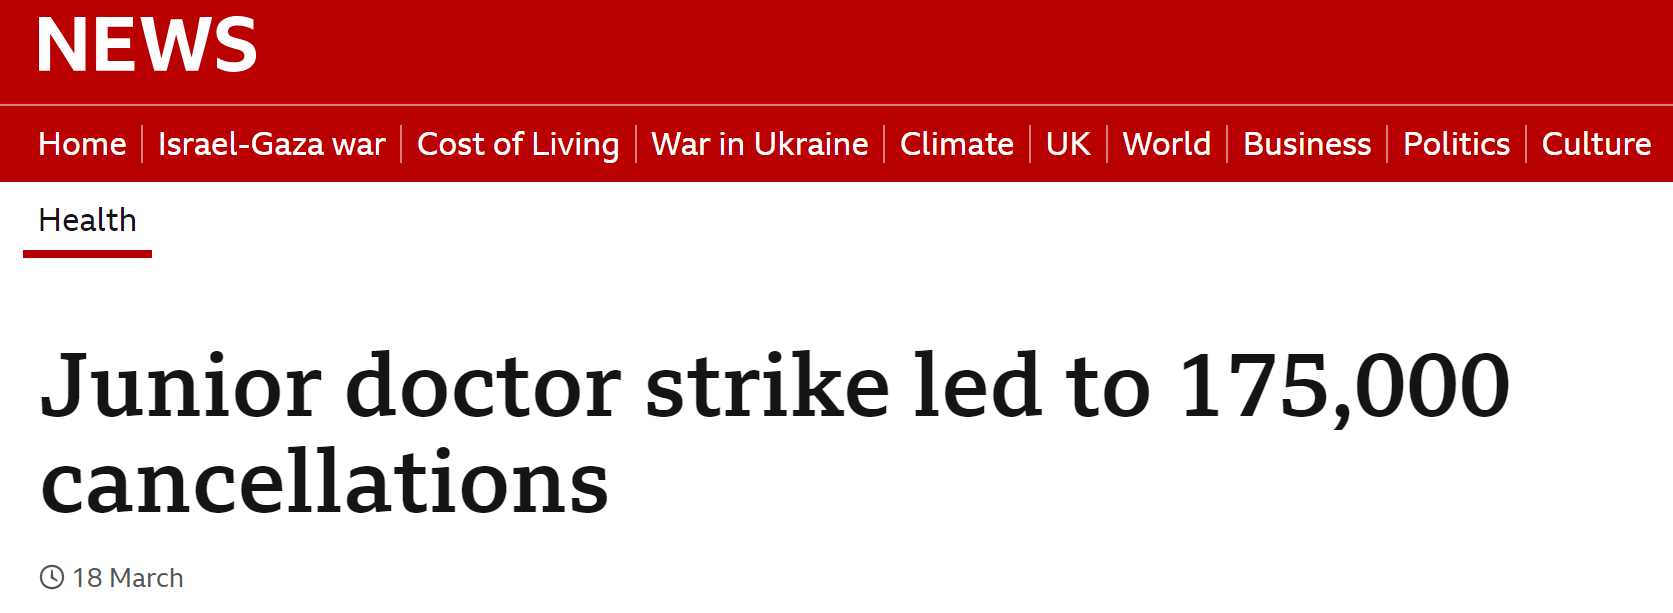 NEWS
Home Israel-Gaza war Cost of Living War in Ukraine Climate UK World Business Politics Culture
Health
Junior doctor strike led to 175,000
cancellations
18 March